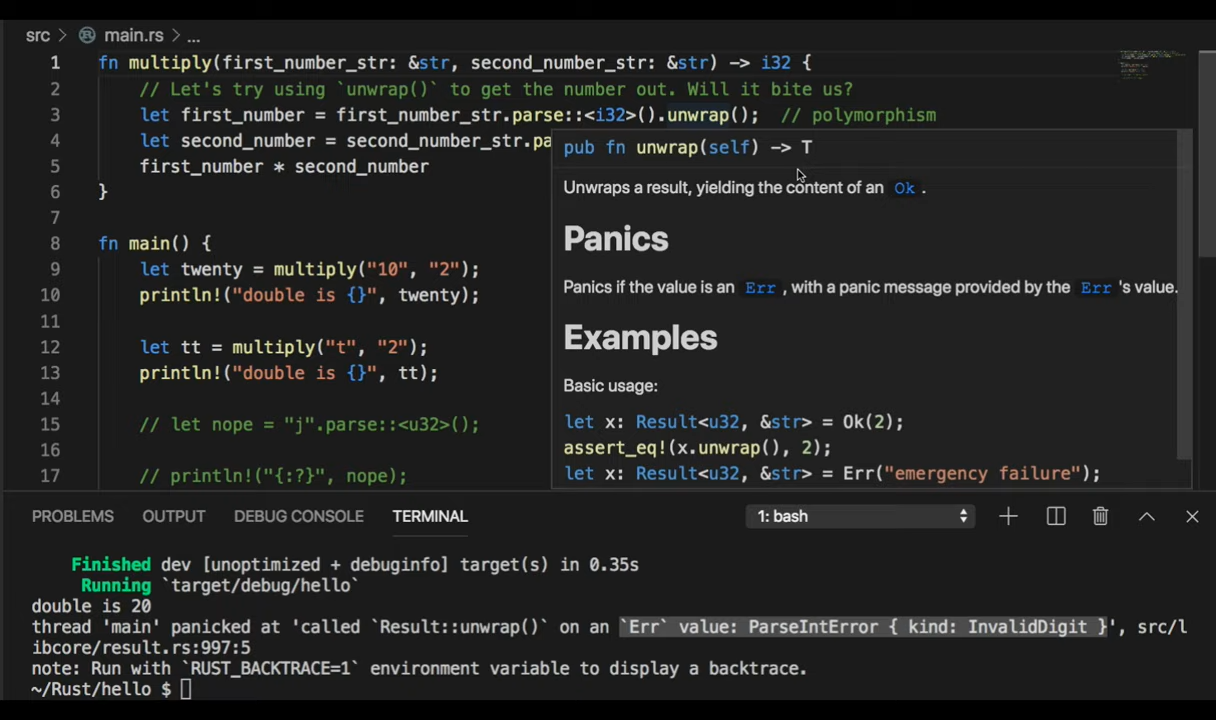 src > main.rs > ...
1 fn multiply(first_number_str: &str, second_number_str: &str) -> i32 {
2 // Let's try using `unwrap()` to get the number out. Will it bite us?
3 let first_number = first_number_str.parse::<i32>().unwrap(); // polymorphism
4 let second_number = second_number_str.pa
5 first_number * second_number
6 }
7
8 fn main() {
9 let twenty = multiply("10", "2");
10 println!("double is {}", twenty);
11
12 let tt = multiply("t", "2");
13 println!("double is {}", tt);
14
15 // let nope = "j".parse::<u32>();
16
17 // println!("{:?}", nope);
pub fn unwrap(self) -> T
Unwraps a result, yielding the content of an Ok .
Panics
Panics if the value is an Err , with a panic message provided by the Err 's value.
Examples
Basic usage:
let x: Result<u32, &str> = Ok(2);
assert_eq!(x.unwrap(), 2);
let x: Result<u32, &str> = Err("emergency failure");
PROBLEMS OUTPUT DEBUG CONSOLE TERMINAL 1: bash
Finished dev [unoptimized + debuginfo] target(s) in 0.35s
Running `target/debug/hello`
double is 20
thread 'main' panicked at 'called `Result::unwrap()` on an `Err` value: ParseIntError { kind: InvalidDigit }', src/l
ibcore/result.rs:997:5
note: Run with `RUST_BACKTRACE=1` environment variable to display a backtrace.
~/Rust/hello $